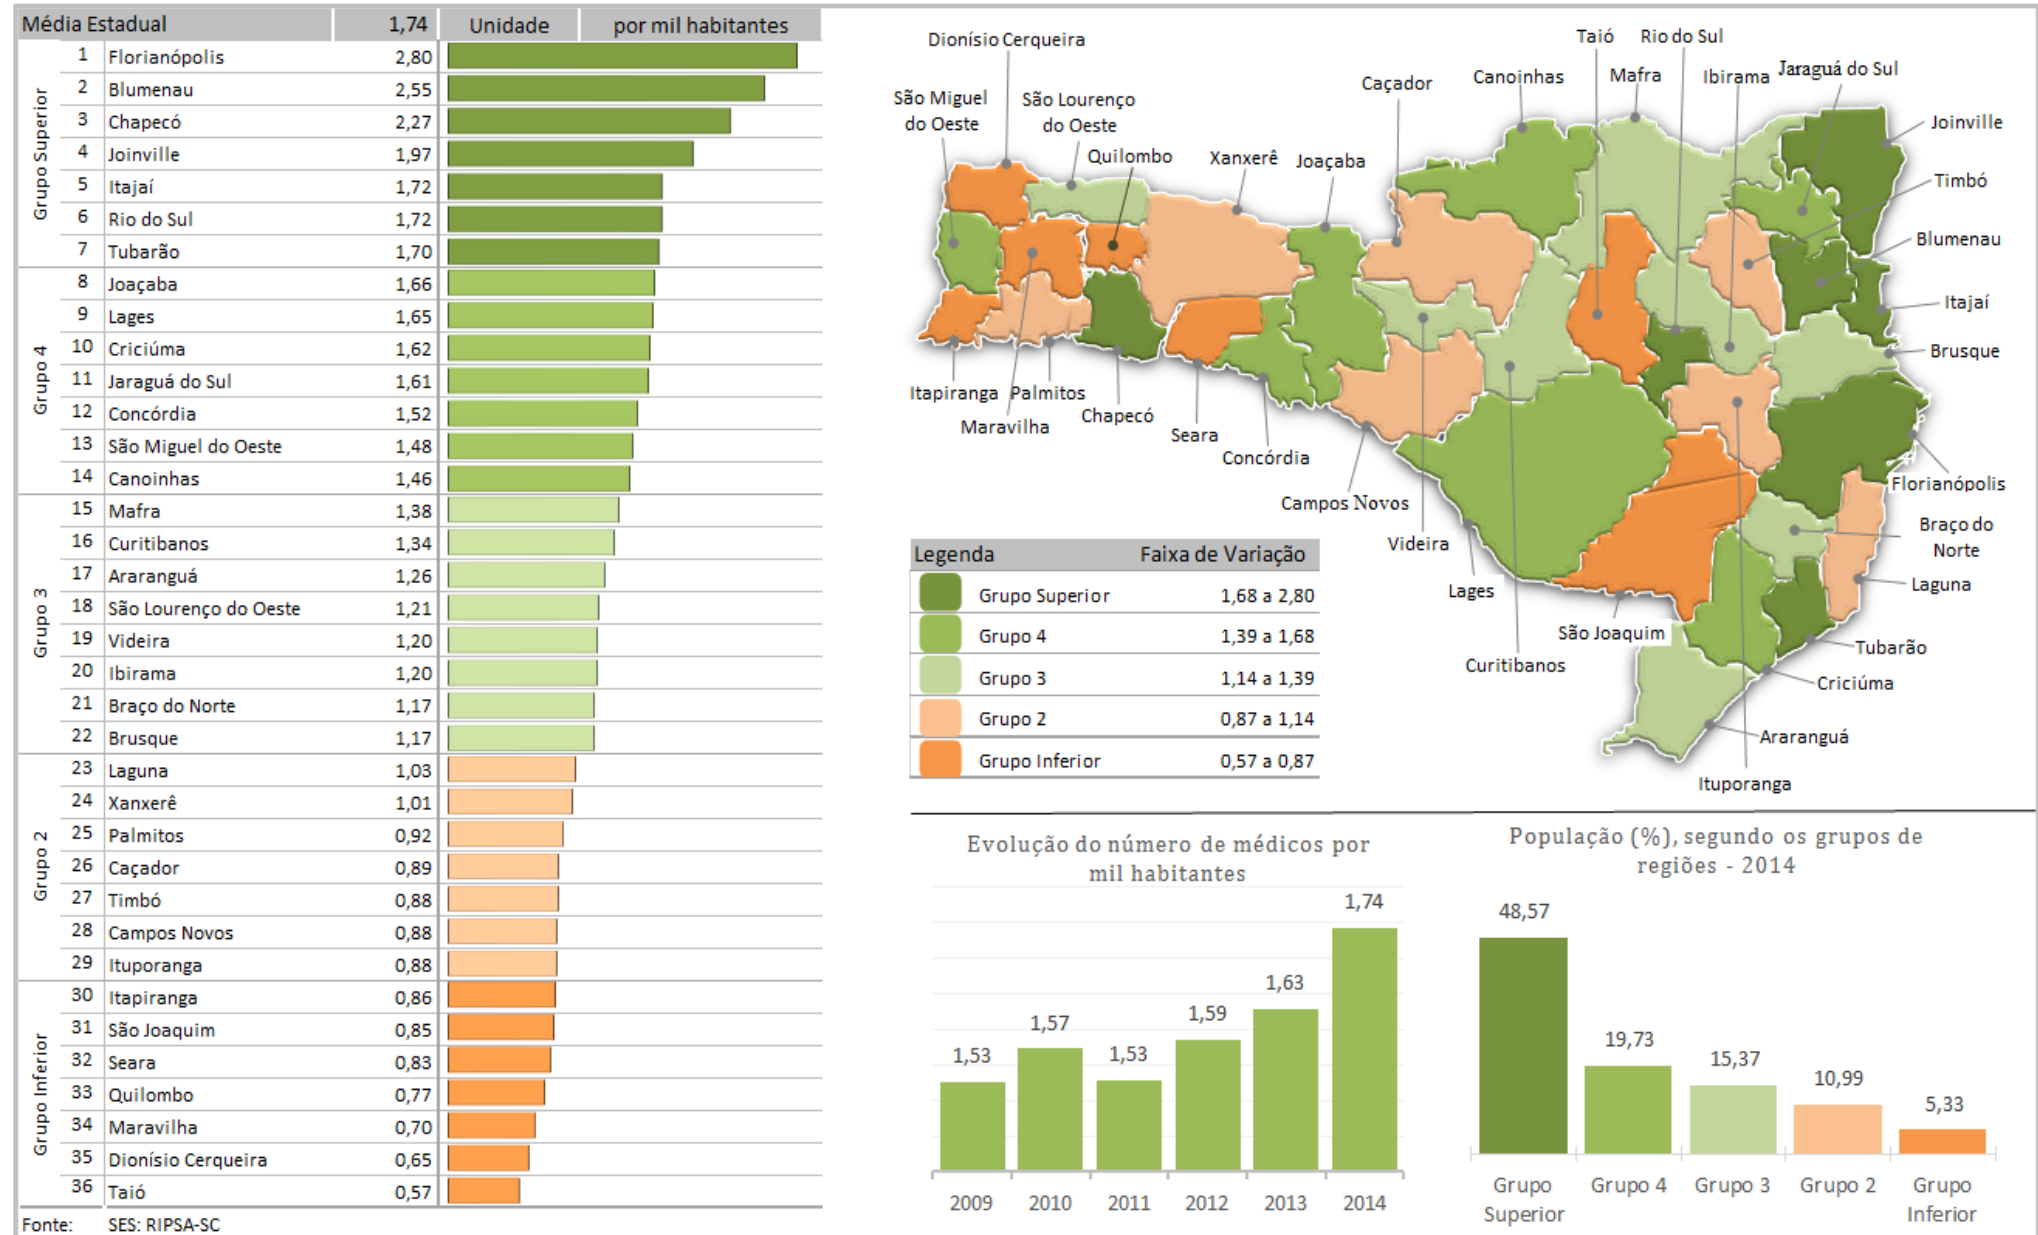 Média Estadual 1,74 Unidade por mil habitantes
Grupo Superior
1 Florianópolis 2,80
2 Blumenau 2,55
3 Chapecó 2,27
4 Joinville 1,97
5 Itajaí 1,72
6 Rio do Sul 1,72
7 Tubarão 1,70
Grupo 4
8 Joaçaba 1,66
9 Lages 1,65
10 Criciúma 1,62
11 Jaraguá do Sul 1,61
12 Concórdia 1,52
13 São Miguel do Oeste 1,48
14 Canoinhas 1,46
Grupo 3
15 Mafra 1,38
16 Curitibanos 1,34
17 Araranguá 1,26
18 São Lourenço do Oeste 1,21
19 Videira 1,20
20 Ibirama 1,20
21 Braço do Norte 1,17
22 Brusque 1,17
Grupo 2
23 Laguna 1,03
24 Xanxerê 1,01
25 Palmitos 0,92
26 Caçador 0,89
27 Timbó 0,88
28 Campos Novos 0,88
29 Ituporanga 0,88
Grupo Inferior
30 Itapiranga 0,86
31 São Joaquim 0,85
32 Seara 0,83
33 Quilombo 0,77
34 Maravilha 0,70
35 Dionísio Cerqueira 0,65
36 Taió 0,57
Fonte: SES: RIPSA-SC
Dionísio Cerqueira
São Miguel
do Oeste
São Lourenço
do Oeste
Quilombo
Xanxerê
Joaçaba
Caçador
Canoinhas
Taió
Mafra
Rio do Sul
Ibirama
Jaraguá do Sul
Joinville
Timbó
Blumenau
Itajaí
Brusque
Florianópolis
Braço do
Norte
Laguna
Tubarão
Criciúma
Araranguá
Ituporanga
Itapiranga
Palmitos
Maravilha
Chapecó
Seara
Concórdia
Campos Novos
Videira
Lages
Curitibanos
São Joaquim
Legenda Faixa de Variação
Grupo Superior 1,68 a 2,80
Grupo 4 1,39 a 1,68
Grupo 3 1,14 a 1,39
Grupo 2 0,87 a 1,14
Grupo Inferior 0,57 a 0,87
Evolução do número de médicos por
mil habitantes
1,53 1,57 1,53 1,59 1,63 1,74
2009 2010 2011 2012 2013 2014
População (%), segundo os grupos de
regiões - 2014
48,57 19,73 15,37 10,99 5,33
Grupo Grupo 4 Grupo 3 Grupo 2 Grupo
Superior Inferior